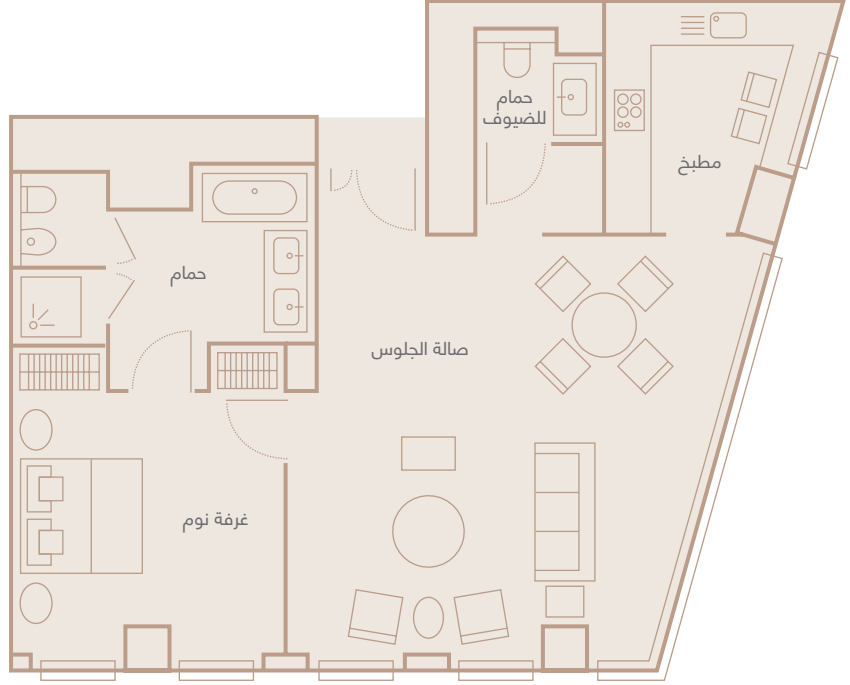 حمام
للضيوف
مطبخ
حمام
صالة الجلوس
غرفة نوم